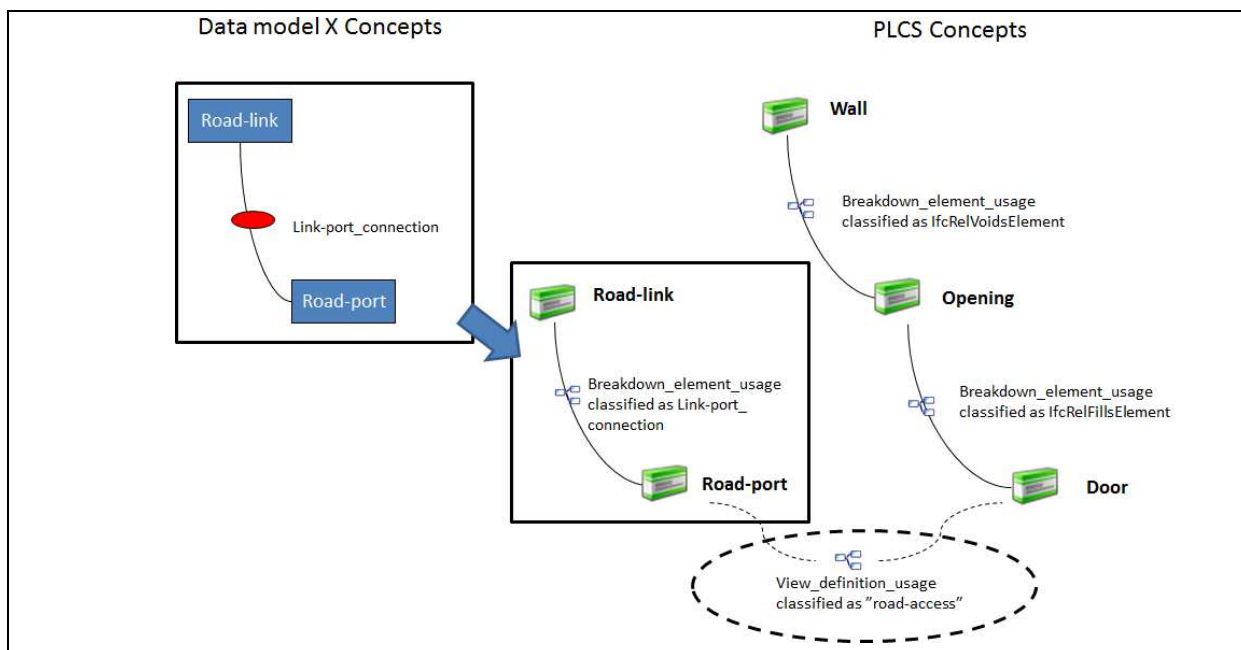 Data model X Concepts
PLCS Concepts
Road-link
Link-port_connection
Road-port
Road-link
Breakdown_element_usage
classified as Link-port_
connection
Road-port
Wall
Breakdown_element_usage
classified as IfcRelVoidsElement
Opening
Breakdown_element_usage
classified as IfcRelFillsElement
Door
View_definition_usage
classified as ”road-access”